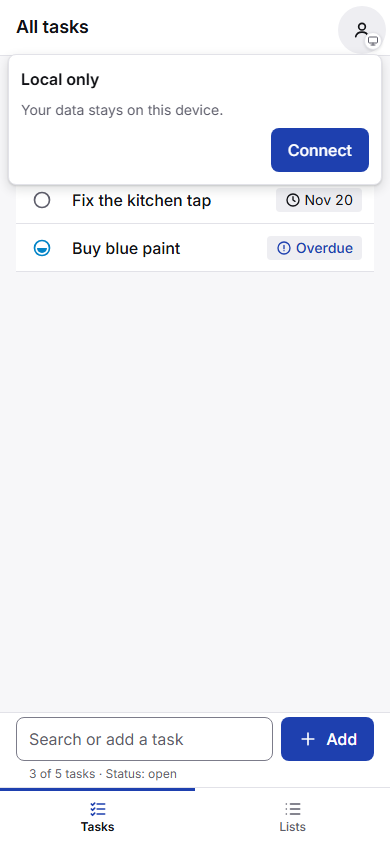 All tasks
Local only
Your data stays on this device.
Connect
Fix the kitchen tap
Nov 20
Buy blue paint
Overdue
Search or add a task
Add
3 of 5 tasks · Status: open
Tasks
Lists